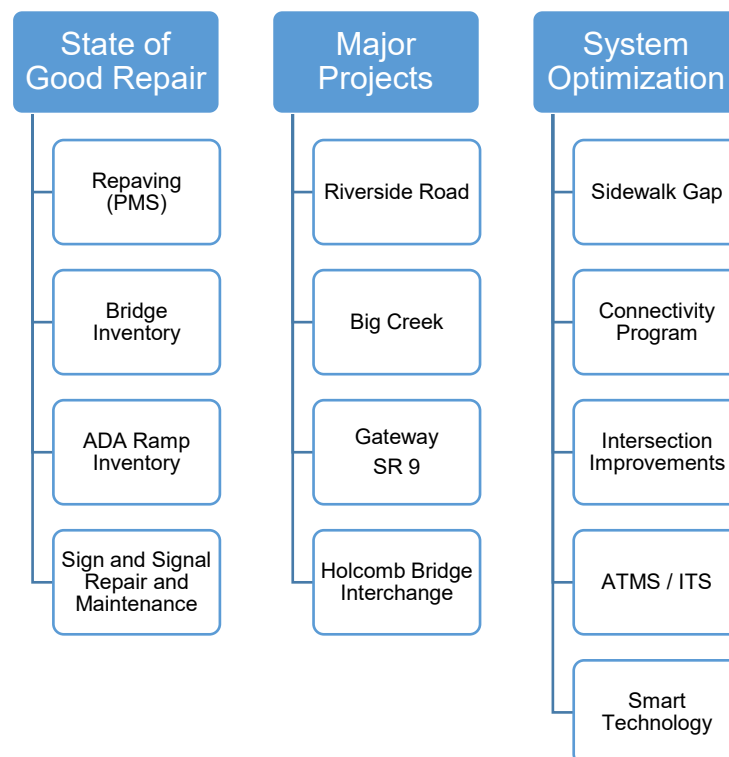 State of
Good Repair
Repaving
(PMS)
Bridge
Inventory
ADA Ramp
Inventory
Sign and Signal
Repair and
Maintenance
Major
Projects
Riverside Road
Big Creek
Gateway
SR 9
Holcomb Bridge
Interchange
System
Optimization
Sidewalk Gap
Connectivity
Program
Intersection
Improvements
ATMS / ITS
Smart
Technology